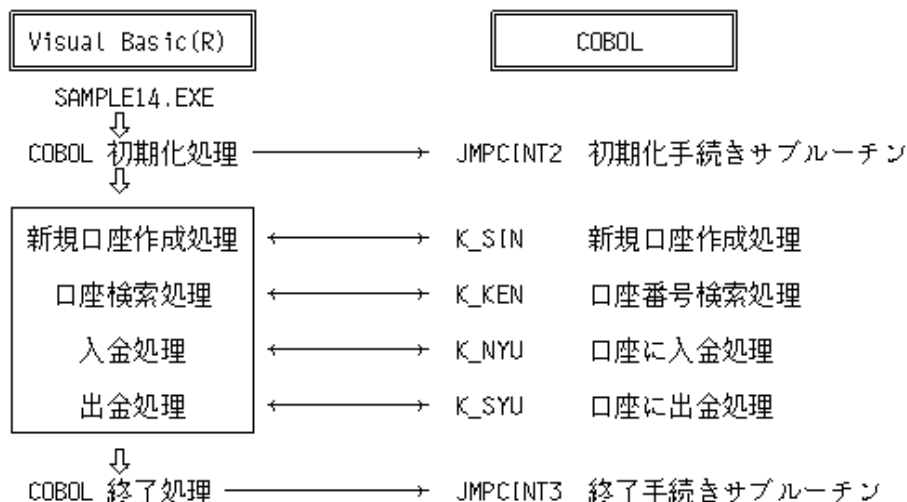 Visual Basic(R) COBOL
SAMPLE14.EXE
COBOL 初期化処理 JMPCINT2 初期化手続きサブルーチン
新規口座作成処理 K_SIN 新規口座作成処理
口座検索処理 K_KEN 口座番号検索処理
入金処理 K_NYU 口座に入金処理
出金処理 K_SYU 口座に出金処理
COBOL 終了処理 JMPCINT3 終了手続きサブルーチン